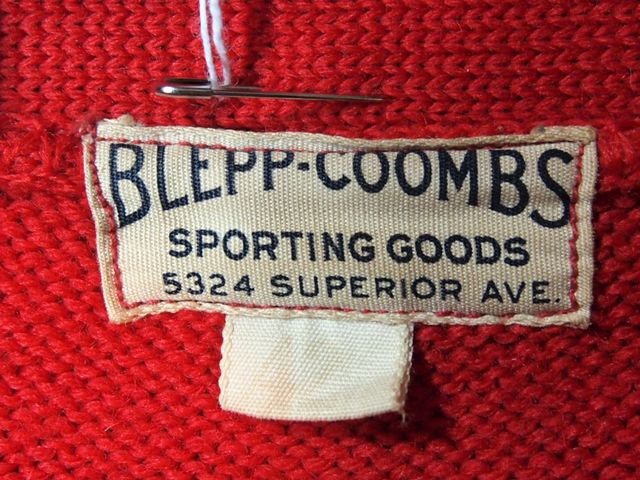 BLEPP-COOMBS
SPORTING GOODS
5324 SUPERIOR AVE.